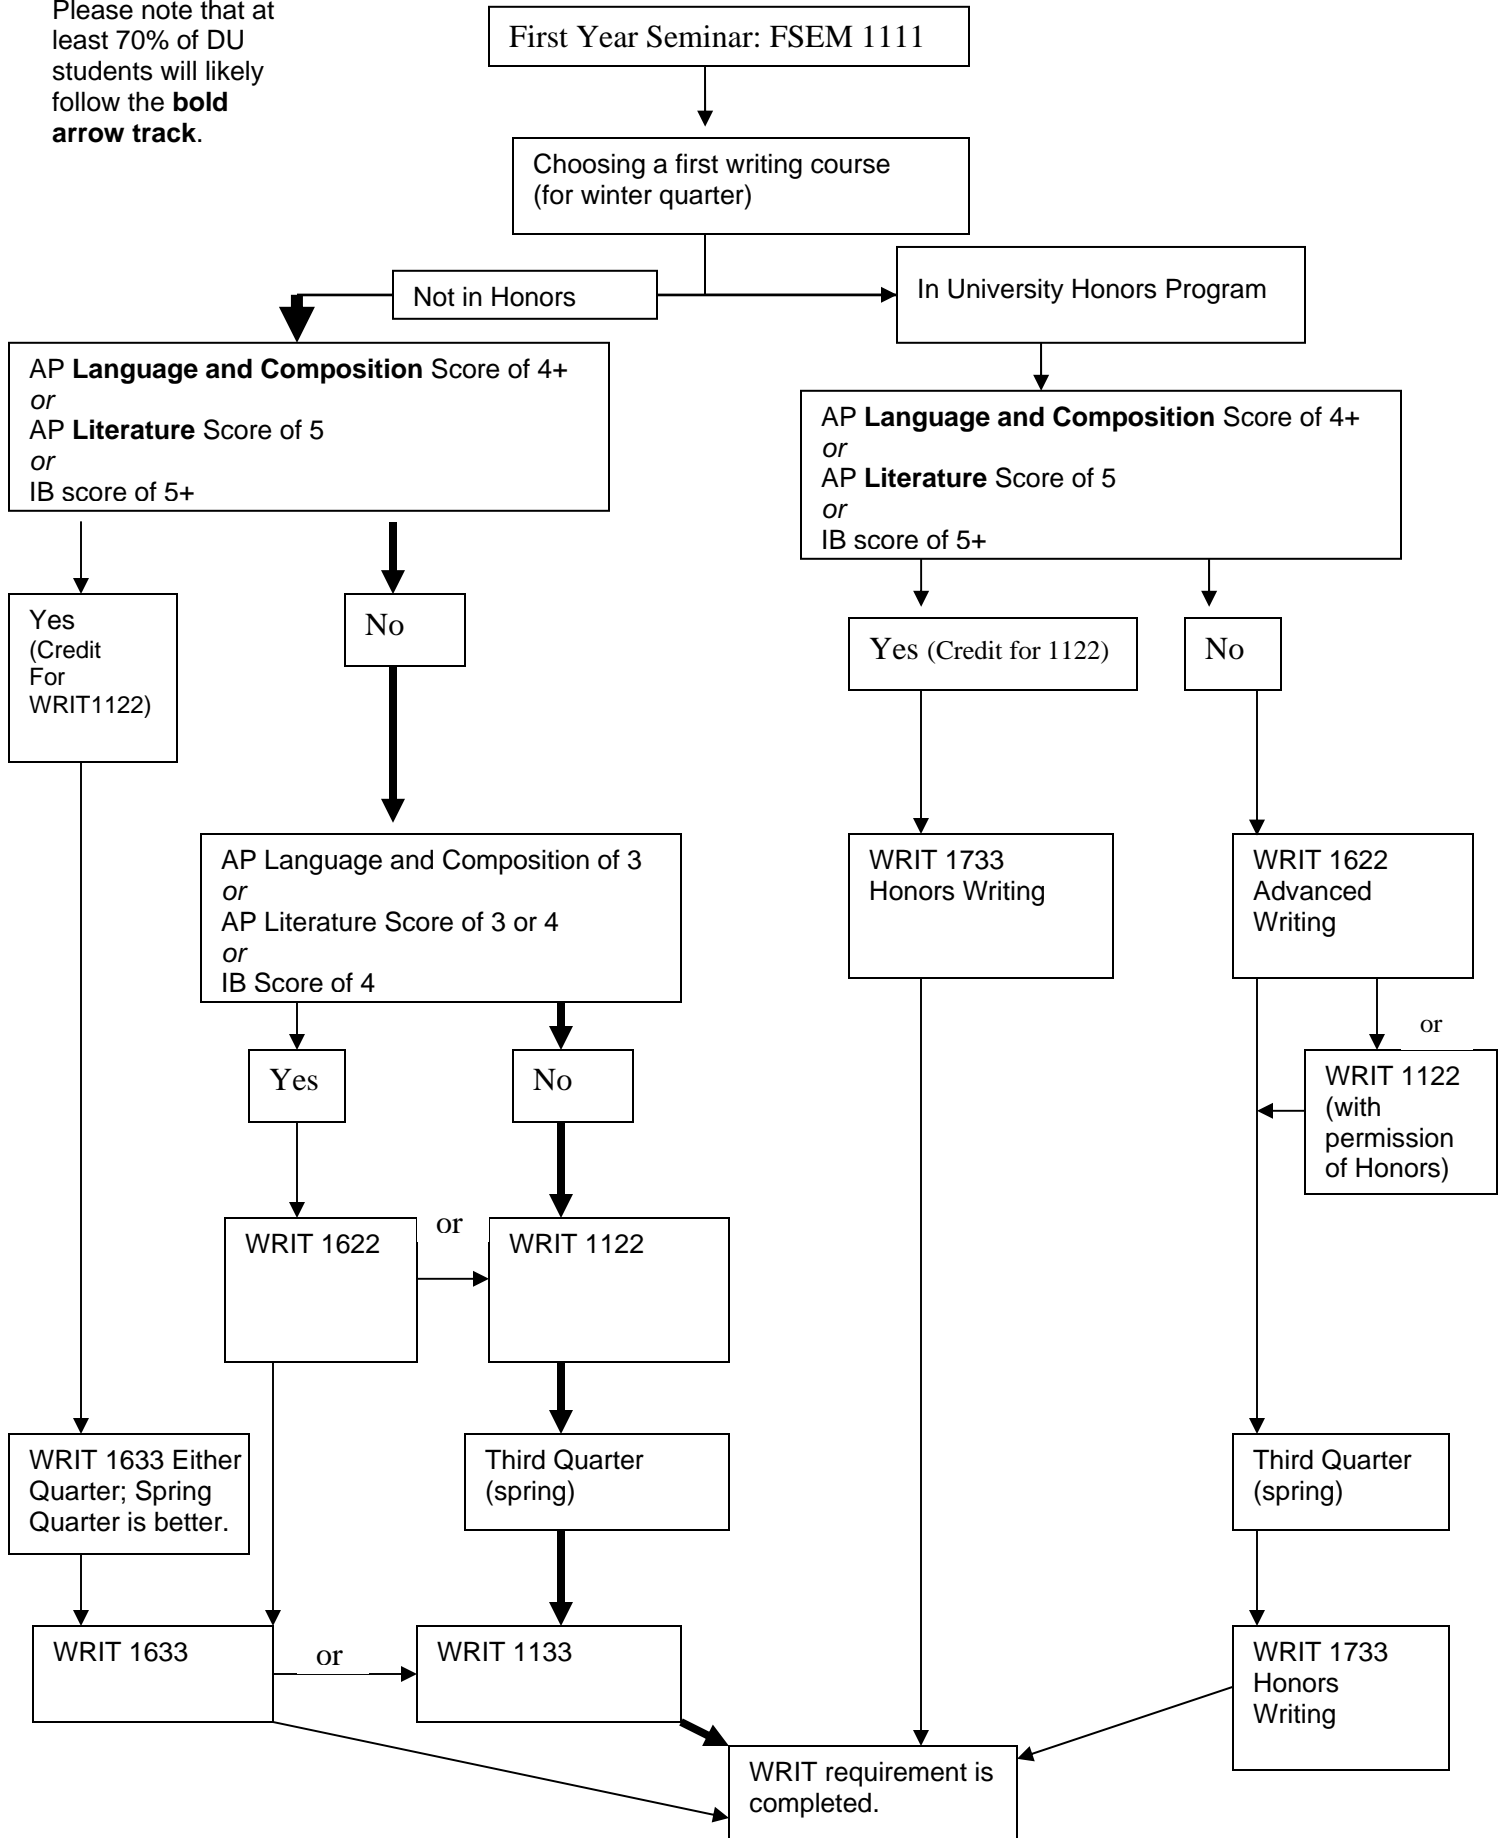 Please note that at
least 70% of DU
students will likely
follow the bold
arrow track.
First Year Seminar: FSEM 1111
Choosing a first writing course
(for winter quarter)
Not in Honors
In University Honors Program
AP Language and Composition Score of 4+
or
AP Literature Score of 5
or
IB score of 5+
AP Language and Composition Score of 4+
or
AP Literature Score of 5
or
IB score of 5+
Yes
(Credit
For
WRIT1122)
No
Yes (Credit for 1122)
No
AP Language and Composition of 3
or
AP Literature Score of 3 or 4
or
IB Score of 4
WRIT 1733
Honors Writing
WRIT 1622
Advanced
Writing
or
WRIT 1122
(with
permission
of Honors)
Yes
No
WRIT 1622
or
WRIT 1122
WRIT 1633 Either
Quarter; Spring
Quarter is better.
Third Quarter
(spring)
Third Quarter
(spring)
WRIT 1633
or
WRIT 1133
WRIT 1733
Honors
Writing
WRIT requirement is
completed.